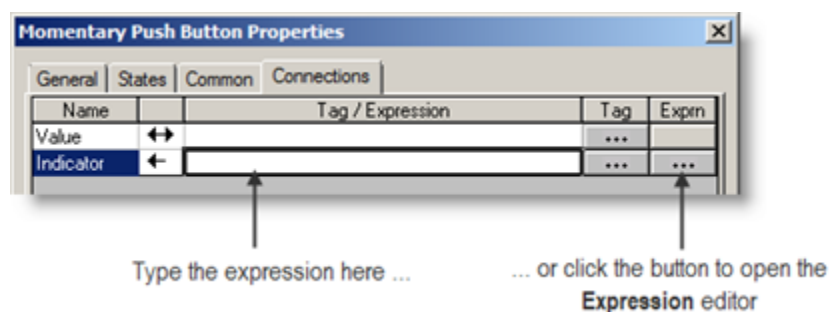 Momentary Push Button Properties
General States Common Connections
Name Tag / Expression Tag Exprn
Value ...
Indicator ... ...
Type the expression here ... ... or click the button to open the
Expression editor